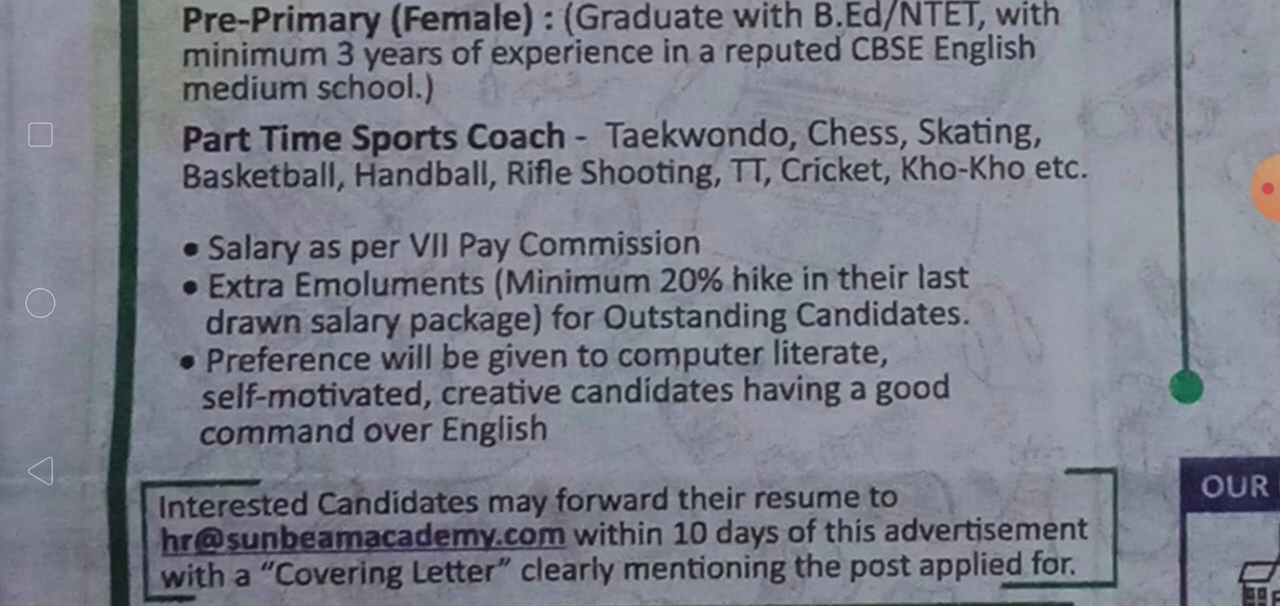 Pre-Primary (Female) : (Graduate with B.Ed/NTET, with
minimum 3 years of experience in a reputed CBSE English
medium school.)
Part Time Sports Coach - Taekwondo, Chess, Skating,
Basketball, Handball, Rifle Shooting, TT, Cricket, Kho-Kho etc.
• Salary as per VII Pay Commission
• Extra Emoluments (Minimum 20% hike in their last
drawn salary package) for Outstanding Candidates.
• Preference will be given to computer literate,
self-motivated, creative candidates having a good
command over English
Interested Candidates may forward their resume to
hr@sunbeamacademy.com within 10 days of this advertisement
with a “Covering Letter” clearly mentioning the post applied for.
OUR